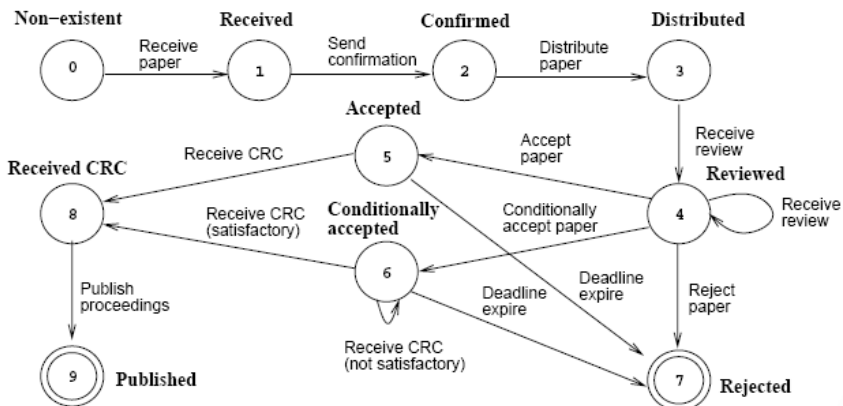 Non-existent
Received
Confirmed
Distributed
Receive
paper
Send
confirmation
Distribute
paper
0
1
2
3
Accepted
Receive
review
Received CRC
Receive CRC
5
Accept
paper
Reviewed
8
Receive CRC
(satisfactory)
Conditionally
accepted
Conditionally
accept paper
4
Receive
review
6
Publish
proceedings
Deadline
expire
Deadline
expire
Reject
paper
Receive CRC
(not satisfactory)
9
Published
7
Rejected